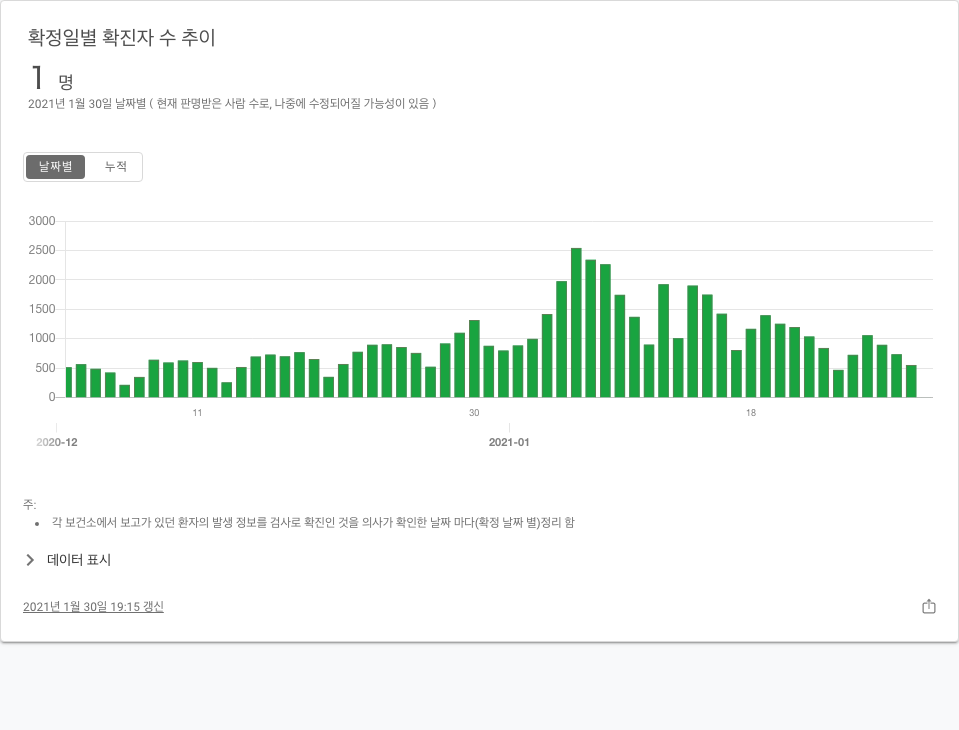 확정일별 확진자 수 추이
1 명
2021년 1월 30일 날짜별 ( 현재 판명받은 사람 수로, 나중에 수정되어질 가능성이 있음 )
날짜별 누적
3000
2500
2000
1500
1000
500
0
11 30 18
2020-12 2021-01
주:
• 각 보건소에서 보고가 있던 환자의 발생 정보를 검사로 확진인 것을 의사가 확인한 날짜 마다(확정 날짜 별)정리 함
데이터 표시
2021년 1월 30일 19:15 갱신